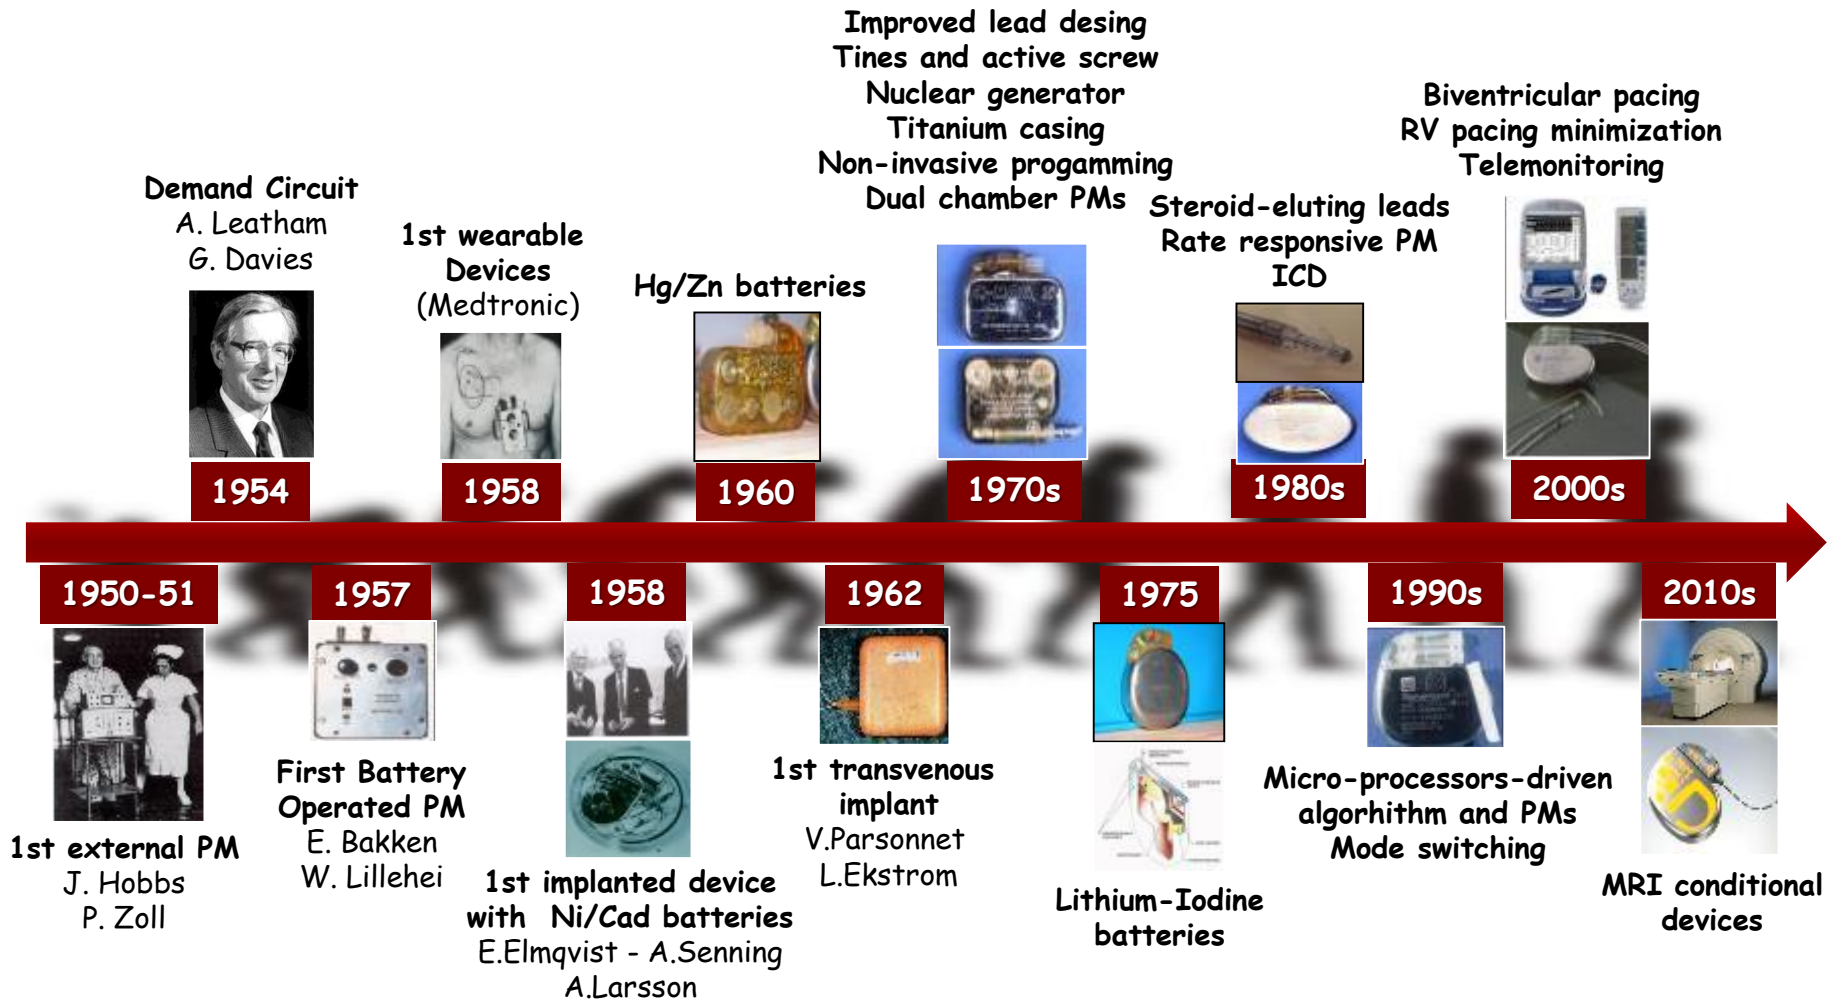 Improved lead desing
Tines and active screw
Nuclear generator
Titanium casing
Non-invasive progamming
Dual chamber PMs
Biventricular pacing
RV pacing minimization
Telemonitoring
Demand Circuit
A. Leatham
G. Davies
1st wearable
Devices
(Medtronic)
Hg/Zn batteries
Steroid-eluting leads
Rate responsive PM
ICD
1954
1958
1960
1970s
1980s
2000s
1950-51
1957
1958
1962
1975
1990s
2010s
1st external PM
J. Hobbs
P. Zoll
First Battery
Operated PM
E. Bakken
W. Lillehei
1st implanted device
with Ni/Cad batteries
E.Elmqvist - A.Senning
A.Larsson
1st transvenous
implant
V.Parsonnet
L.Ekstrom
Lithium-Iodine
batteries
Micro-processors-driven
algorhithm and PMs
Mode switching
MRI conditional
devices